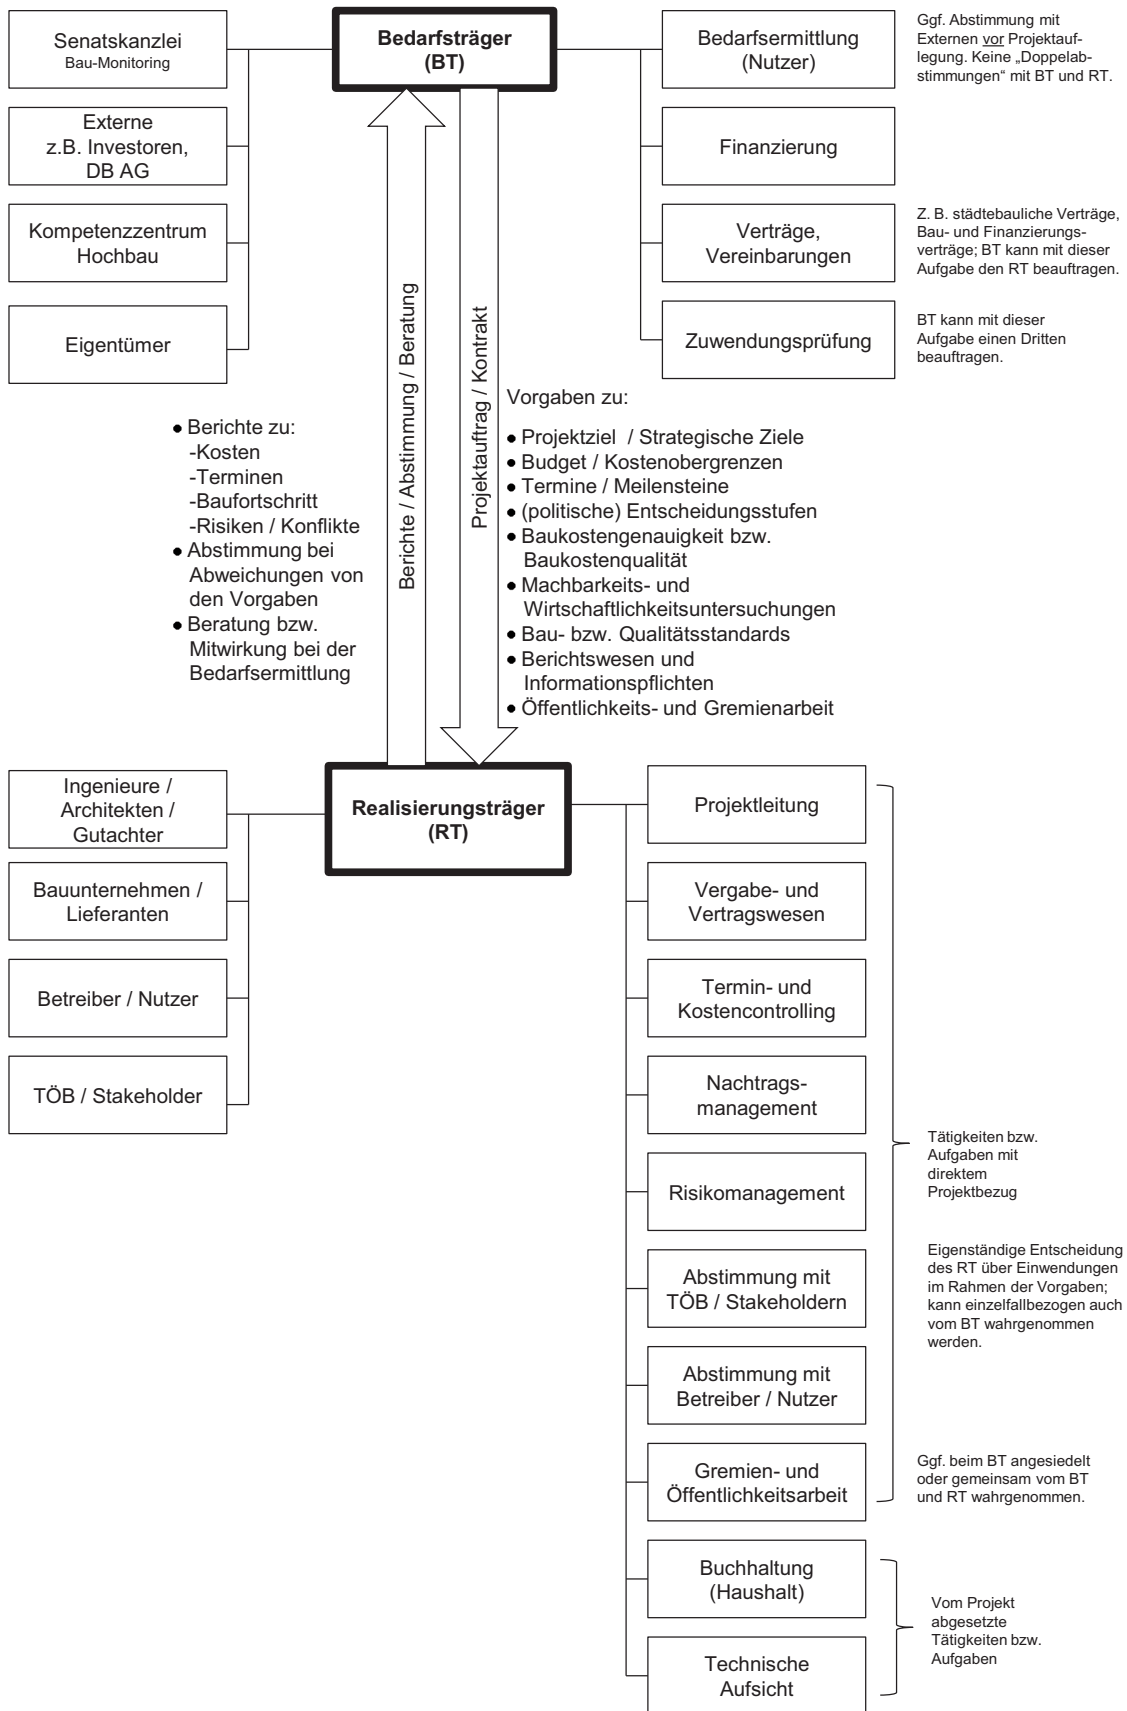 Senatskanzlei
Bau-Monitoring
Externe
z.B. Investoren,
DB AG
Kompetenzzentrum
Hochbau
Eigentümer
Bedarfsträger
(BT)
Bedarfsermittlung
(Nutzer)
Finanzierung
Verträge,
Vereinbarungen
Zuwendungsprüfung
Ggf. Abstimmung mit
Externen vor Projektauf-
legung. Keine „Doppelab-
stimmungen“ mit BT und RT.
Z. B. städtebauliche Verträge,
Bau- und Finanzierungs-
verträge; BT kann mit dieser
Aufgabe den RT beauftragen.
BT kann mit dieser
Aufgabe einen Dritten
beauftragen.
Berichte / Abstimmung / Beratung
Projektauftrag / Kontrakt
● Berichte zu:
-Kosten
-Terminen
-Baufortschritt
-Risiken / Konflikte
● Abstimmung bei
Abweichungen von
den Vorgaben
● Beratung bzw.
Mitwirkung bei der
Bedarfsermittlung
Vorgaben zu:
● Projektziel / Strategische Ziele
● Budget / Kostenobergrenzen
● Termine / Meilensteine
● (politische) Entscheidungsstufen
● Baukostengenauigkeit bzw.
Baukostenqualität
● Machbarkeits- und
Wirtschaftlichkeitsuntersuchungen
● Bau- bzw. Qualitätsstandards
● Berichtswesen und
Informationspflichten
● Öffentlichkeits- und Gremienarbeit
Ingenieure /
Architekten /
Gutachter
Bauunternehmen /
Lieferanten
Betreiber / Nutzer
TÖB / Stakeholder
Realisierungsträger
(RT)
Projektleitung
Vergabe- und
Vertragswesen
Termin- und
Kostencontrolling
Nachtrags-
management
Risikomanagement
Abstimmung mit
TÖB / Stakeholdern
Abstimmung mit
Betreiber / Nutzer
Gremien- und
Öffentlichkeitsarbeit
Buchhaltung
(Haushalt)
Technische
Aufsicht
Tätigkeiten bzw.
Aufgaben mit
direktem
Projektbezug
Eigenständige Entscheidung
des RT über Einwendungen
im Rahmen der Vorgaben;
kann einzelfallbezogen auch
vom BT wahrgenommen
werden.
Ggf. beim BT angesiedelt
oder gemeinsam vom BT
und RT wahrgenommen.
Vom Projekt
abgesetzte
Tätigkeiten bzw.
Aufgaben